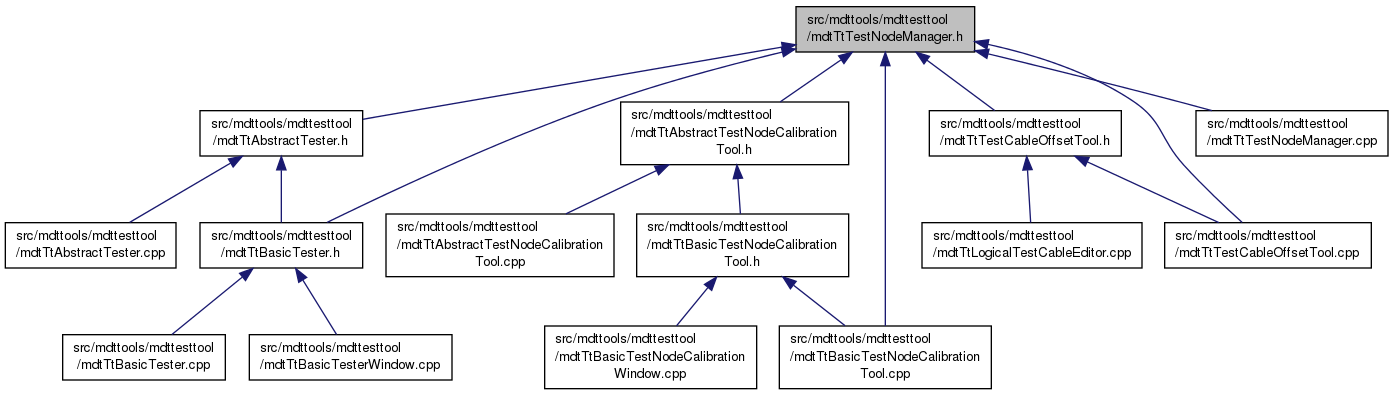 src/mdttools/mdttesttool
/mdtTtTestNodeManager.h
src/mdttools/mdttesttool
/mdtTtAbstractTester.h
src/mdttools/mdttesttool
/mdtTtAbstractTestNodeCalibration
Tool.h
src/mdttools/mdttesttool
/mdtTtTestCableOffsetTool.h
src/mdttools/mdttesttool
/mdtTtTestNodeManager.cpp
src/mdttools/mdttesttool
/mdtTtAbstractTester.cpp
src/mdttools/mdttesttool
/mdtTtBasicTester.h
src/mdttools/mdttesttool
/mdtTtAbstractTestNodeCalibration
Tool.cpp
src/mdttools/mdttesttool
/mdtTtBasicTestNodeCalibration
Tool.h
src/mdttools/mdttesttool
/mdtTtLogicalTestCableEditor.cpp
src/mdttools/mdttesttool
/mdtTtTestCableOffsetTool.cpp
src/mdttools/mdttesttool
/mdtTtBasicTester.cpp
src/mdttools/mdttesttool
/mdtTtBasicTesterWindow.cpp
src/mdttools/mdttesttool
/mdtTtBasicTestNodeCalibration
Window.cpp
src/mdttools/mdttesttool
/mdtTtBasicTestNodeCalibration
Tool.cpp